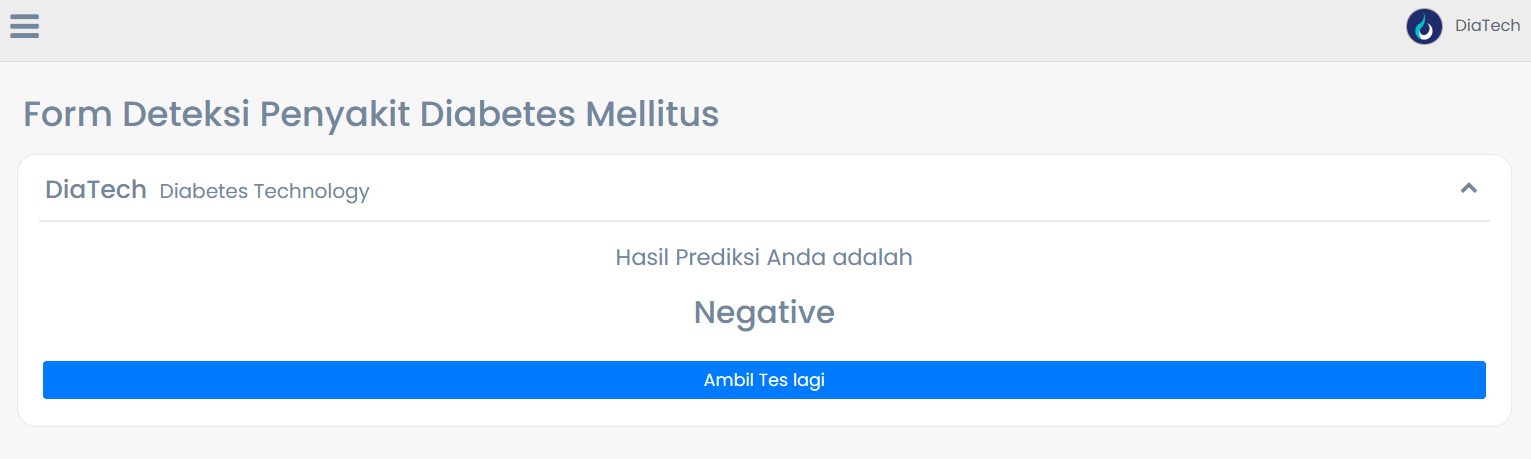 DiaTech
Form Deteksi Penyakit Diabetes Mellitus
DiaTech Diabetes Technology
Hasil Prediksi Anda adalah
Negative
Ambil Tes lagi